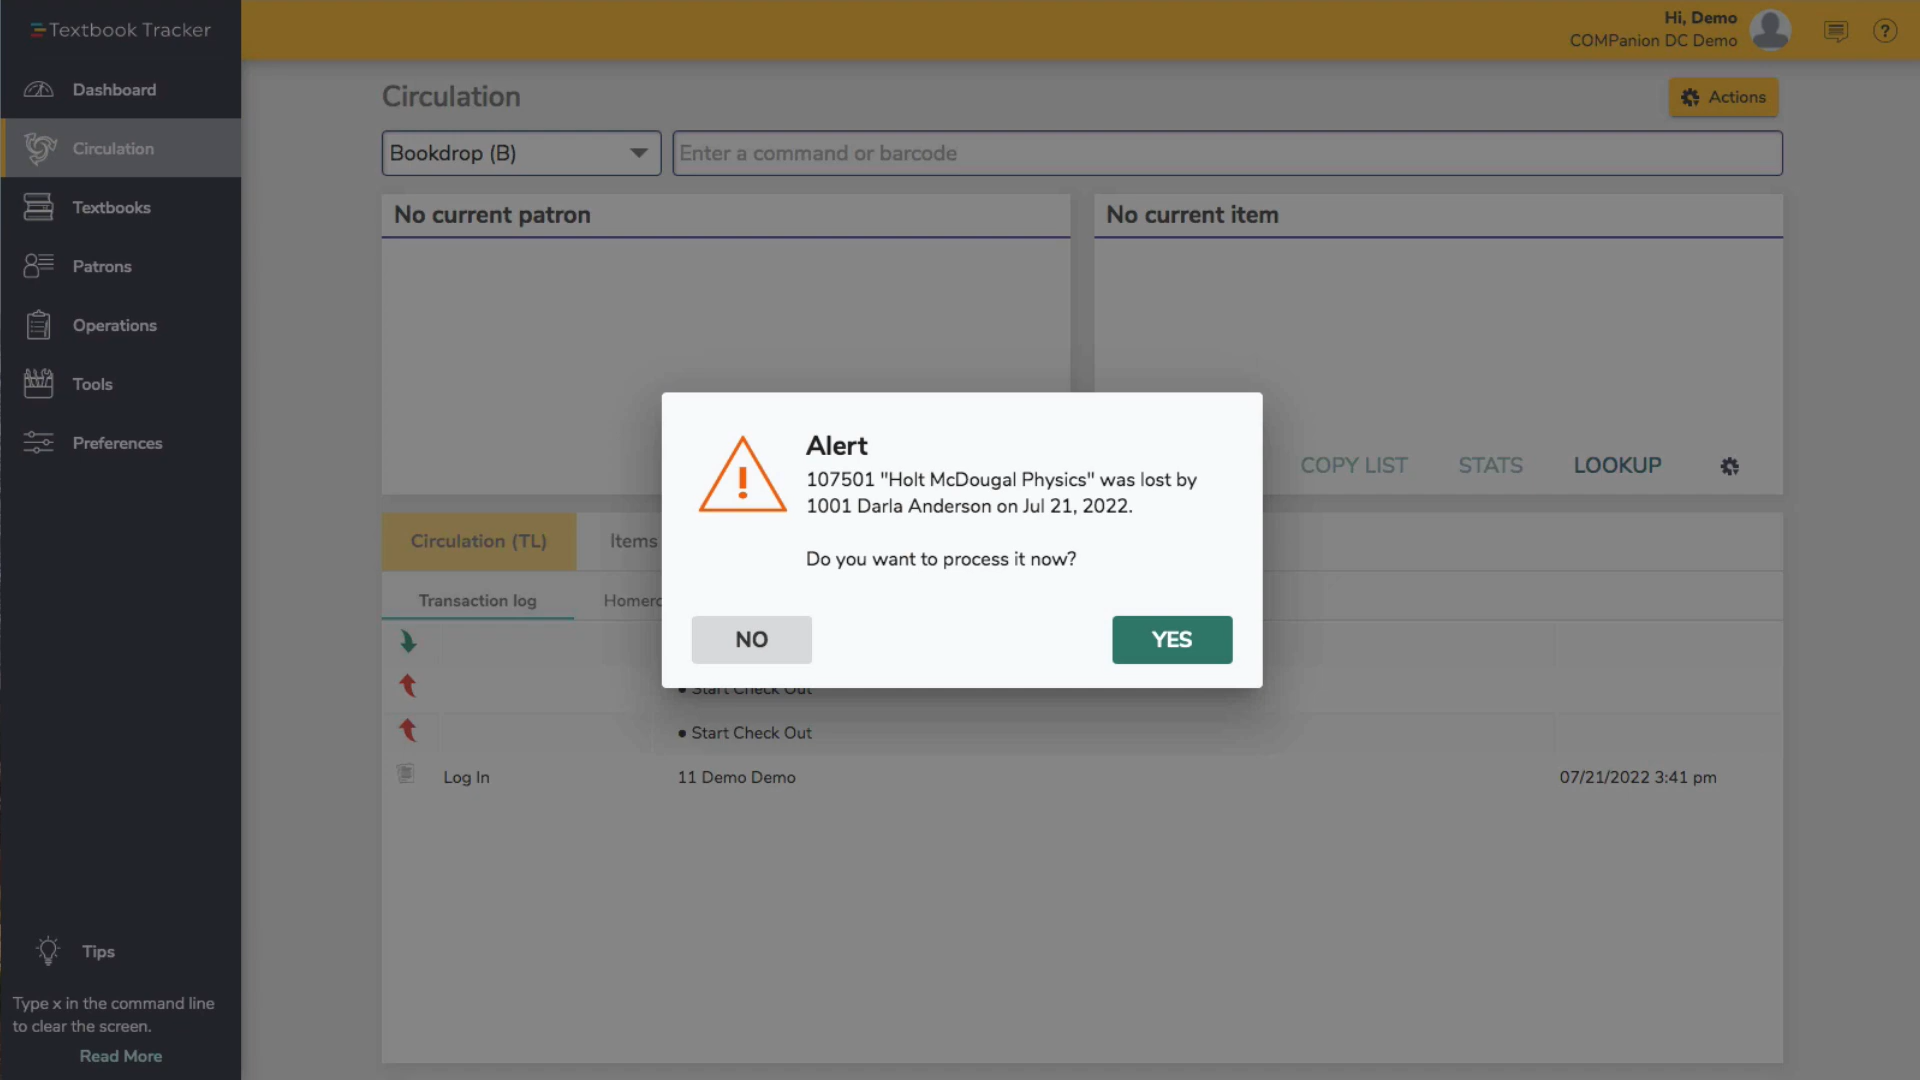 Textbook Tracker
Hi, Demo
COMPanion DC Demo
?
Dashboard
Circulation
Textbooks
Patrons
Operations
Tools
Preferences
Tips
Type x in the command line
to clear the screen.
Read More
Circulation
Actions
Bookdrop (B)
Enter a command or barcode
No current patron
No current item
COPY LIST
STATS
LOOKUP
Alert
107501 "Holt McDougal Physics" was lost by
1001 Darla Anderson on Jul 21, 2022.
Do you want to process it now?
NO
YES
Circulation (TL)
Items
Transaction log
• Start Check Out
• Start Check Out
Log In
11 Demo Demo
07/21/2022 3:41 pm